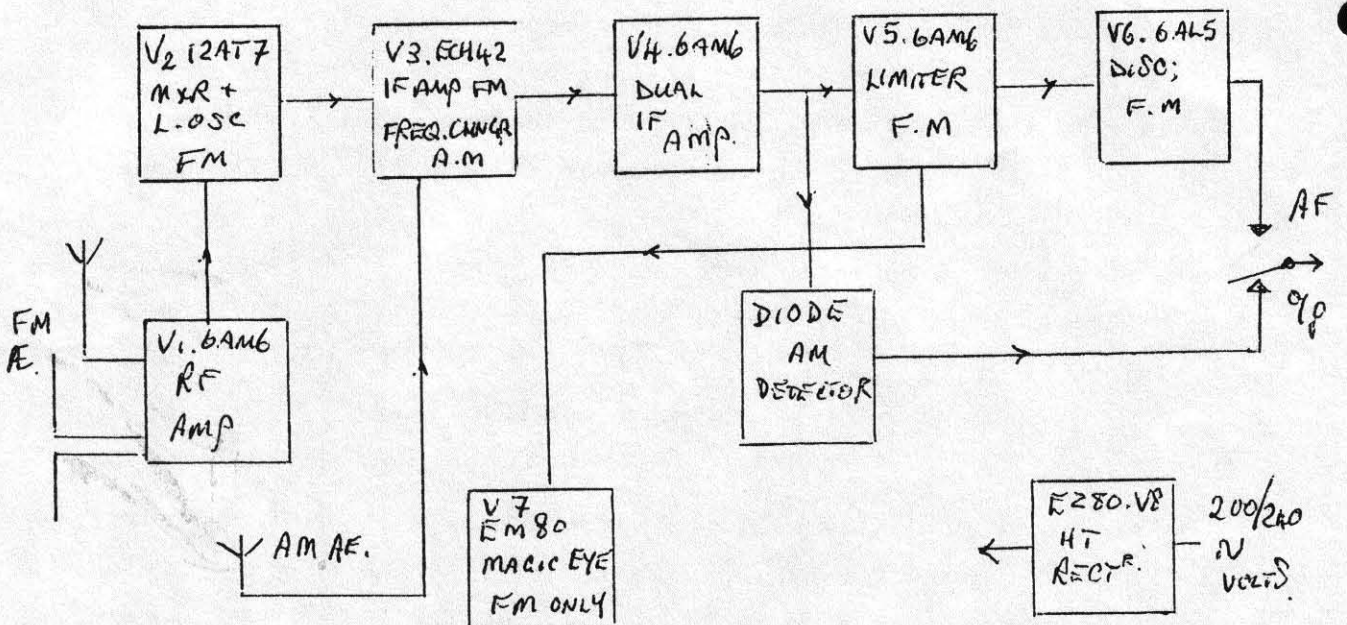 V2 12AT7
MXR +
L.OSC
FM
V3.ECH42
IF AMP FM
FREQ.CHNGR
A.M
V4.6AM6
DUAL
IF
AMP.
V5.6AM6
LIMITER
F.M
V6.6AL5
DISC;
F.M
AF
o/p
FM
Æ.
V1.6AM6
RF
AMP
DIODE
AM
DETECTOR
AM AE.
V7
EM80
MAGIC EYE
FM ONLY
EZ80.V8
HT
RECTR.
200/240
VOLTS.